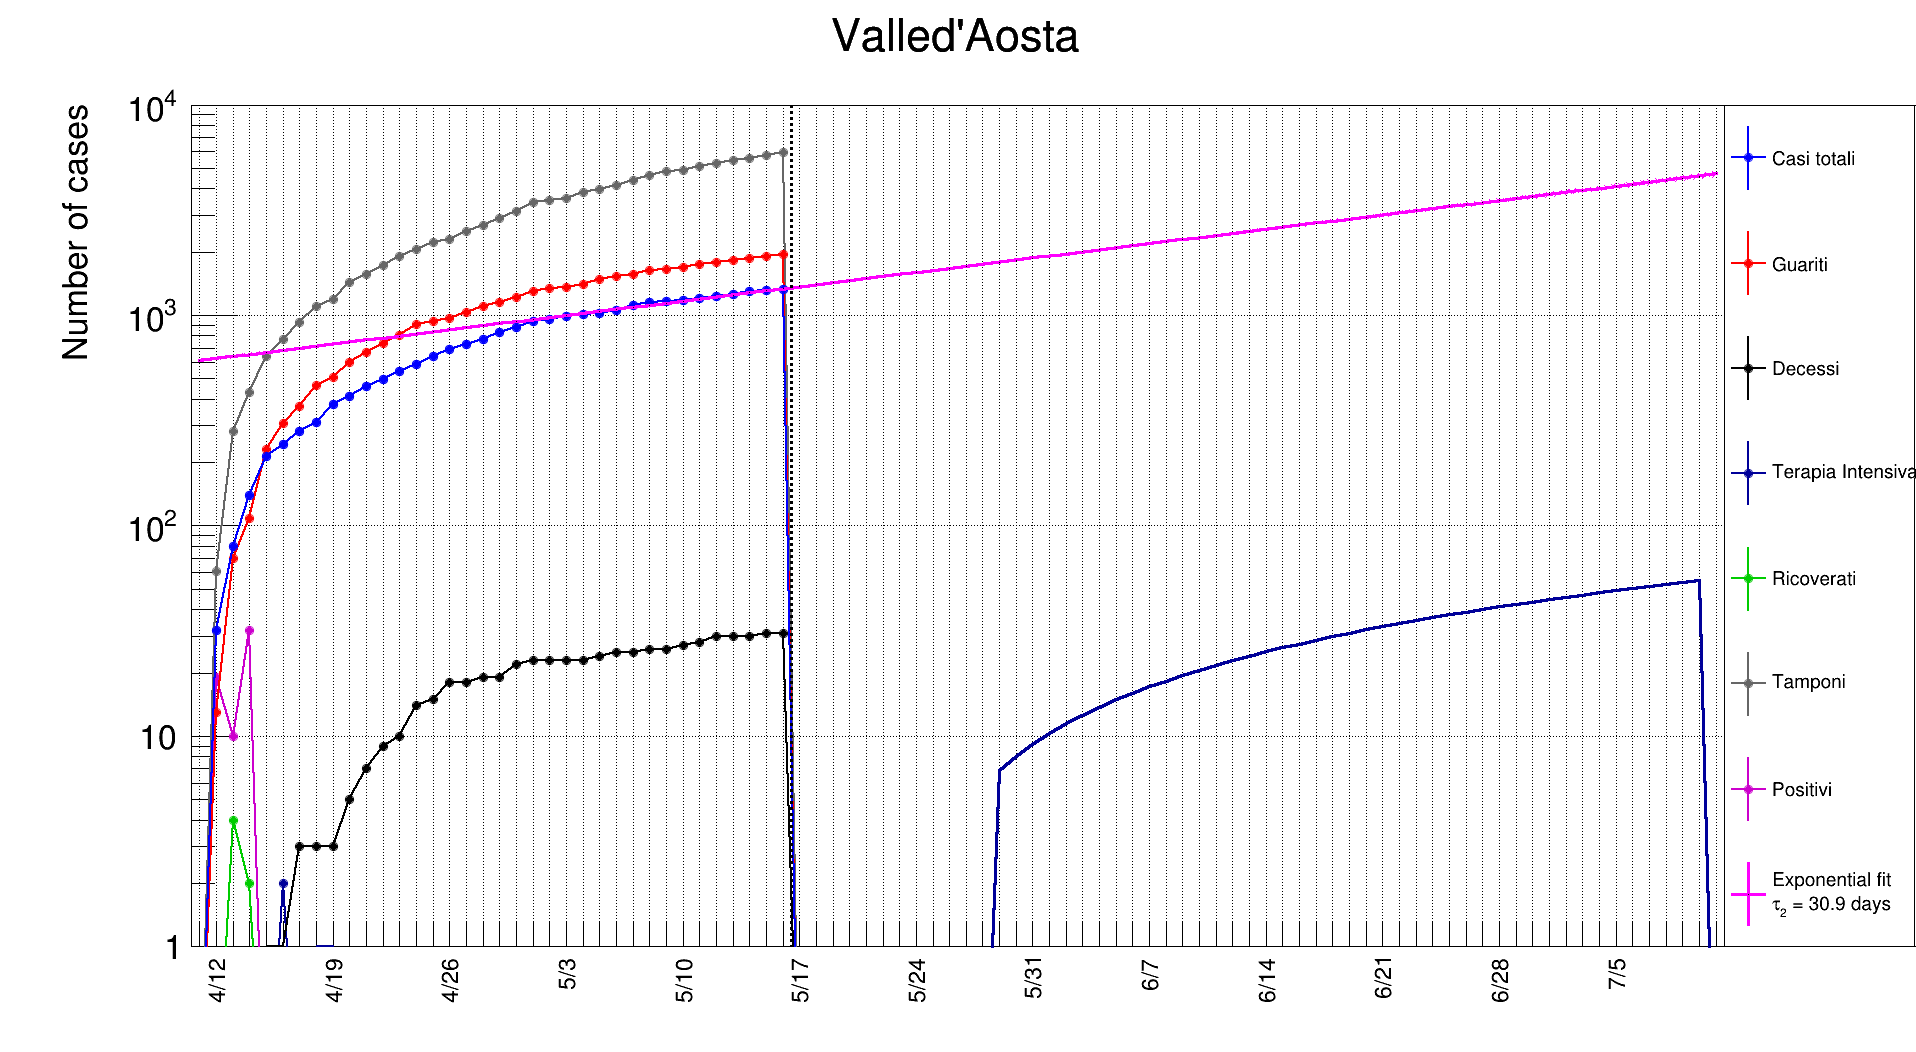 Valled'Aosta
Number of cases
10^4
10^3
10^2
10
1
4/12
4/19
4/26
5/3
5/10
5/17
5/24
5/31
6/7
6/14
6/21
6/28
7/5
Casi totali
Guariti
Decessi
Terapia Intensiva
Ricoverati
Tamponi
Positivi
Exponential fit
τ₂ = 30.9 days